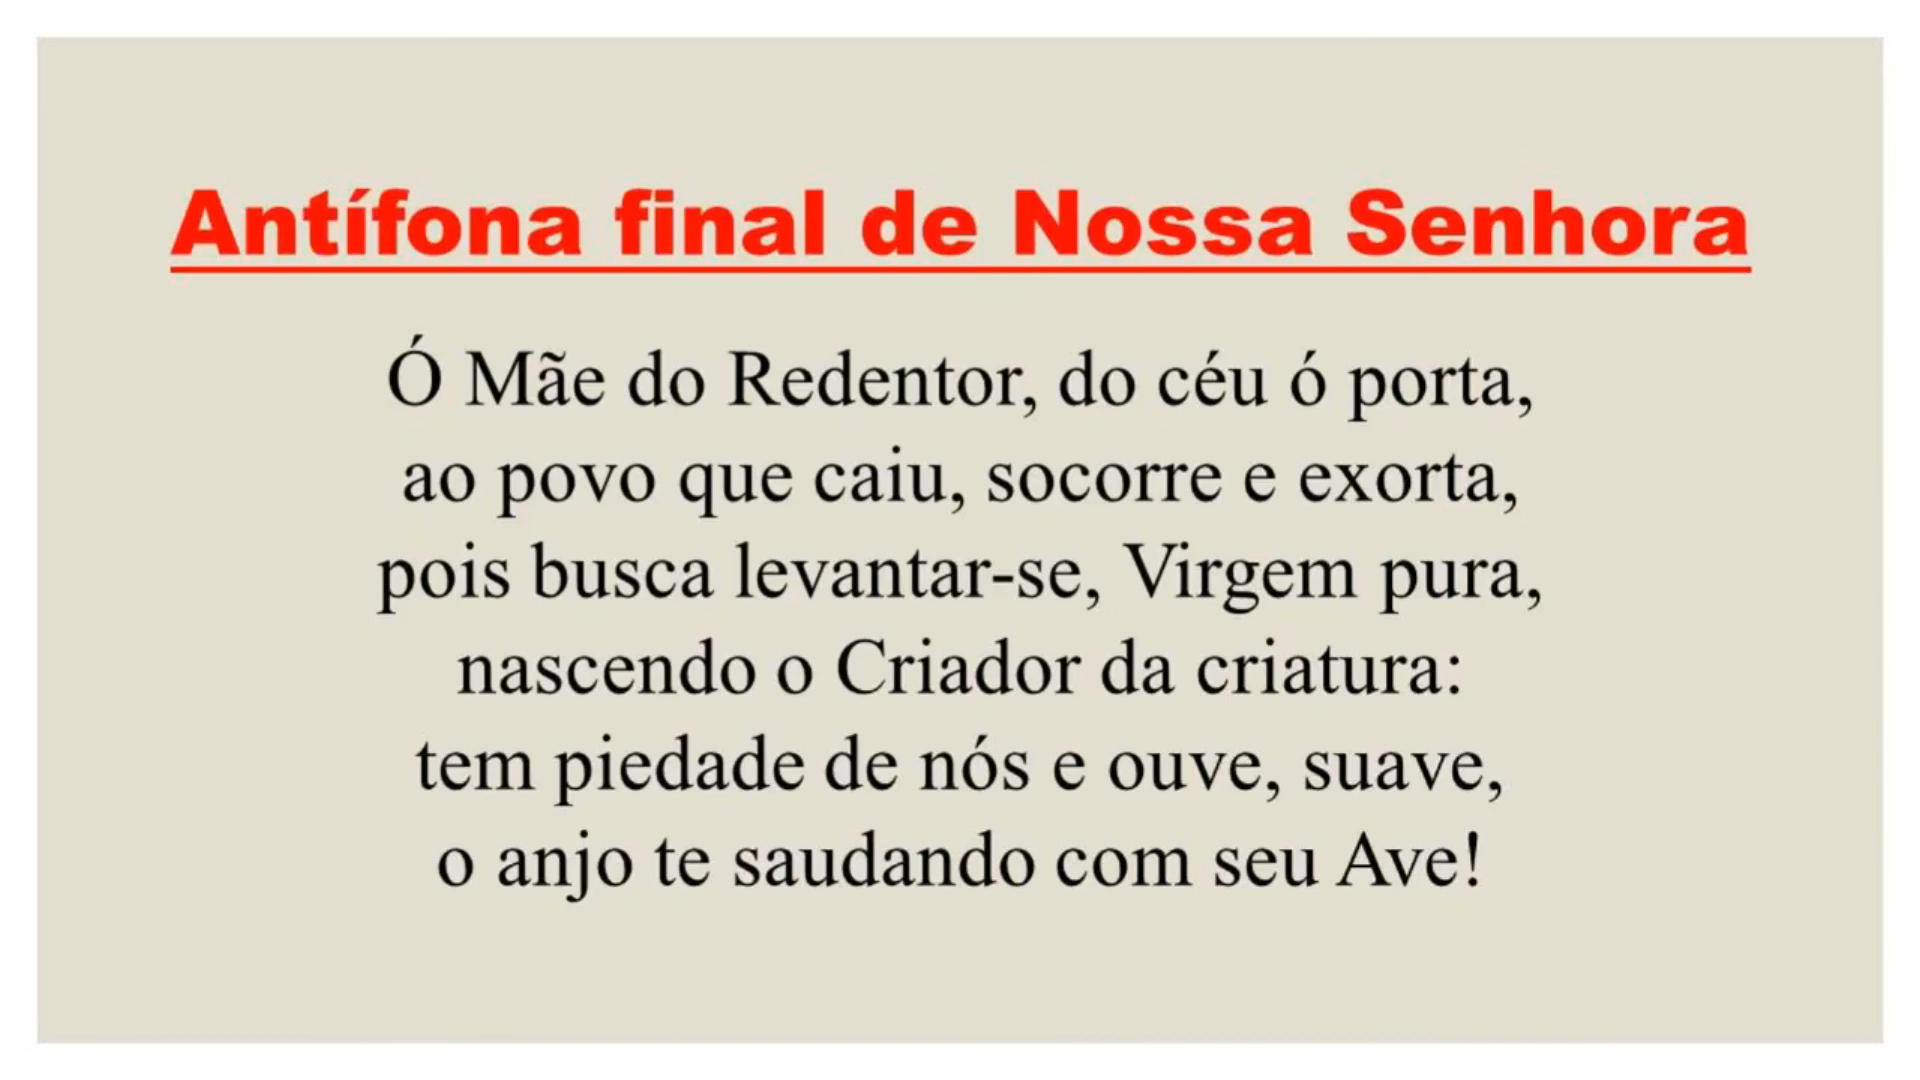 Antífona final de Nossa Senhora
Ó Mãe do Redentor, do céu ó porta,
ao povo que caiu, socorre e exorta,
pois busca levantar-se, Virgem pura,
nascendo o Criador da criatura:
tem piedade de nós e ouve, suave,
o anjo te saudando com seu Ave!